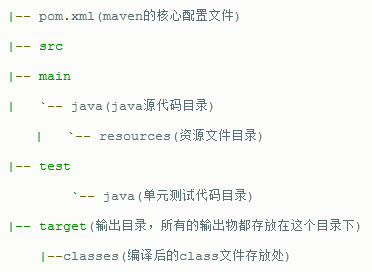 |-- pom.xml(maven的核心配置文件)
|-- src
|-- main
|   `-- java(java源代码目录)
    |   `-- resources(资源文件目录)
|-- test
        `-- java(单元测试代码目录)
|-- target(输出目录，所有的输出物都存放在这个目录下)
    |--classes(编译后的class文件存放处)